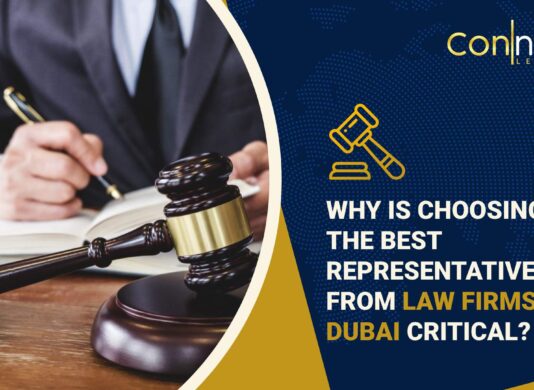 WHY IS CHOOSING
THE BEST
REPRESENTATIVE
FROM LAW FIRMS
DUBAI CRITICAL?